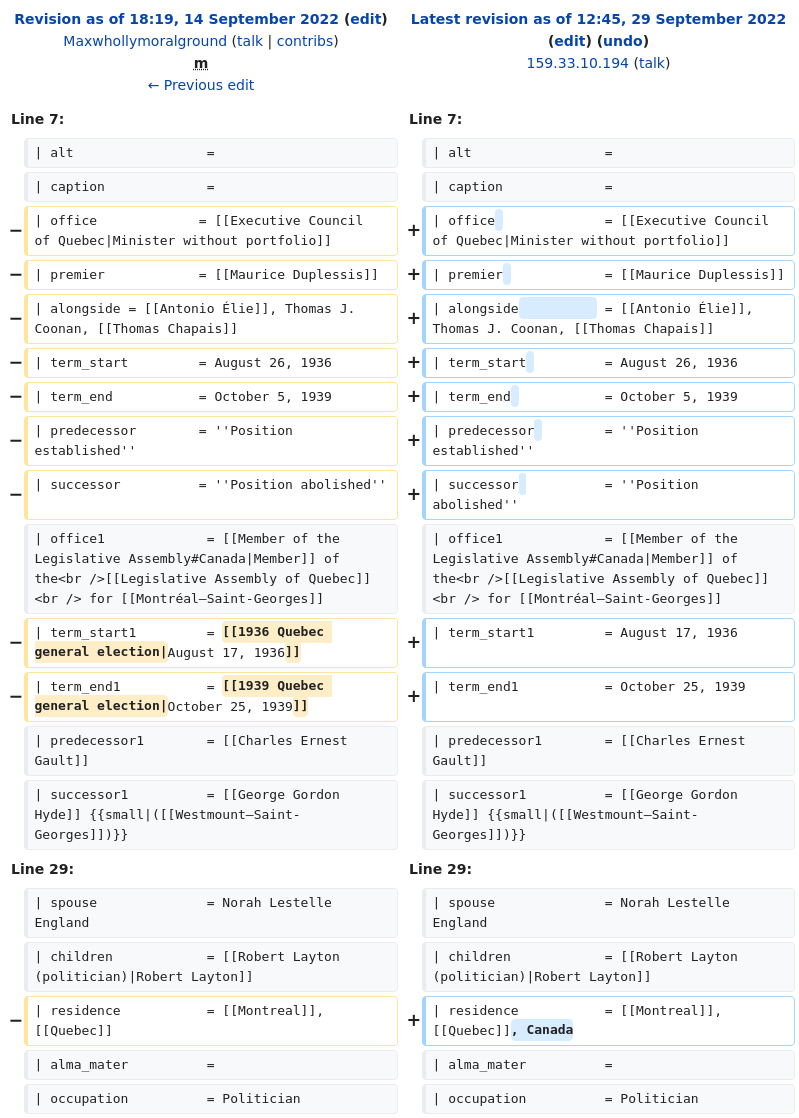 Revision as of 18:19, 14 September 2022 (edit)
Maxwhollymoralground (talk | contribs)
m
← Previous edit
Latest revision as of 12:45, 29 September 2022
(edit) (undo)
159.33.10.194 (talk)
Line 7:
Line 7:
| alt                 =
| alt                 =
| caption             =
| caption             =
− | office             = [[Executive Council
of Quebec|Minister without portfolio]]
+ | office              = [[Executive Council
of Quebec|Minister without portfolio]]
− | premier            = [[Maurice Duplessis]]
+ | premier             = [[Maurice Duplessis]]
− | alongside = [[Antonio Élie]], Thomas J.
Coonan, [[Thomas Chapais]]
+ | alongside           = [[Antonio Élie]],
Thomas J. Coonan, [[Thomas Chapais]]
− | term_start         = August 26, 1936
+ | term_start          = August 26, 1936
− | term_end           = October 5, 1939
+ | term_end            = October 5, 1939
− | predecessor        = ''Position
established''
+ | predecessor         = ''Position
established''
− | successor          = ''Position abolished''
+ | successor           = ''Position
abolished''
| office1             = [[Member of the
Legislative Assembly#Canada|Member]] of
the<br />[[Legislative Assembly of Quebec]]
<br /> for [[Montréal–Saint-Georges]]
| office1             = [[Member of the
Legislative Assembly#Canada|Member]] of
the<br />[[Legislative Assembly of Quebec]]
<br /> for [[Montréal–Saint-Georges]]
− | term_start1         = [[1936 Quebec
general election|August 17, 1936]]
+ | term_start1         = August 17, 1936
− | term_end1           = [[1939 Quebec
general election|October 25, 1939]]
+ | term_end1           = October 25, 1939
| predecessor1        = [[Charles Ernest
Gault]]
| predecessor1        = [[Charles Ernest
Gault]]
| successor1          = [[George Gordon
Hyde]] {{small|([[Westmount–Saint-
Georges]])}}
| successor1          = [[George Gordon
Hyde]] {{small|([[Westmount–Saint-
Georges]])}}
Line 29:
Line 29:
| spouse              = Norah Lestelle
England
| spouse              = Norah Lestelle
England
| children            = [[Robert Layton
(politician)|Robert Layton]]
| children            = [[Robert Layton
(politician)|Robert Layton]]
− | residence           = [[Montreal]],
[[Quebec]]
+ | residence           = [[Montreal]],
[[Quebec]], Canada
| alma_mater          =
| alma_mater          =
| occupation          = Politician
| occupation          = Politician